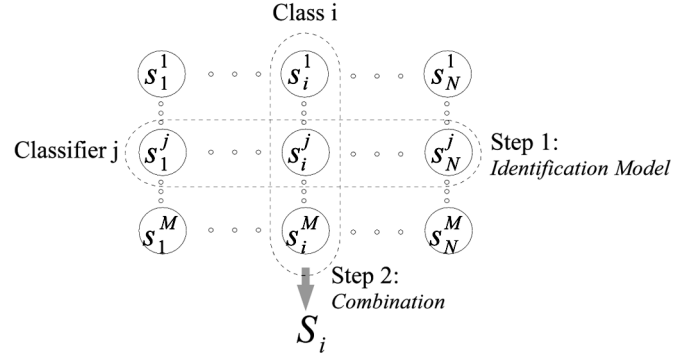 Class i
s_1^1 s_i^1 s_N^1
Classifier j s_1^j s_i^j s_N^j Step 1:
Identification Model
s_1^M s_i^M s_N^M
Step 2:
Combination
S_i